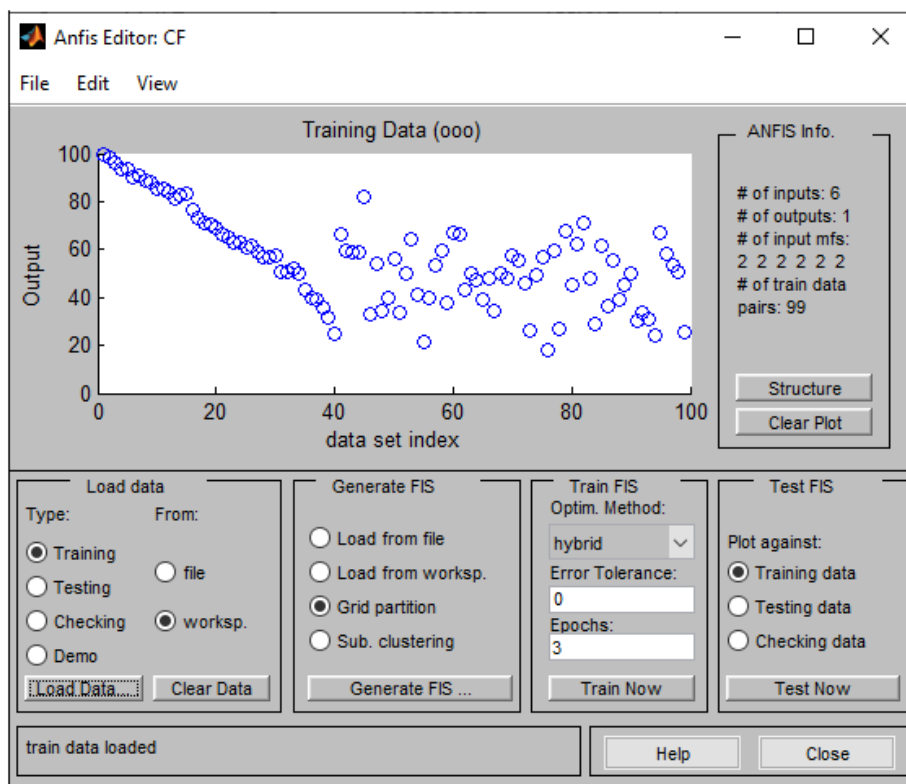 Anfis Editor: CF
File Edit View
Training Data (ooo)
100
80
60
40
20
0
Output
0 20 40 60 80 100
data set index
ANFIS Info.
# of inputs: 6
# of outputs: 1
# of input mfs:
2 2 2 2 2 2
# of train data
pairs: 99
Structure
Clear Plot
Load data
Type: From:
Training
Testing
Checking
Demo
file
worksp.
Load Data... Clear Data
Generate FIS
Load from file
Load from worksp.
Grid partition
Sub. clustering
Generate FIS ...
Train FIS
Optim. Method:
hybrid
Error Tolerance:
0
Epochs:
3
Train Now
Test FIS
Plot against:
Training data
Testing data
Checking data
Test Now
train data loaded
Help Close